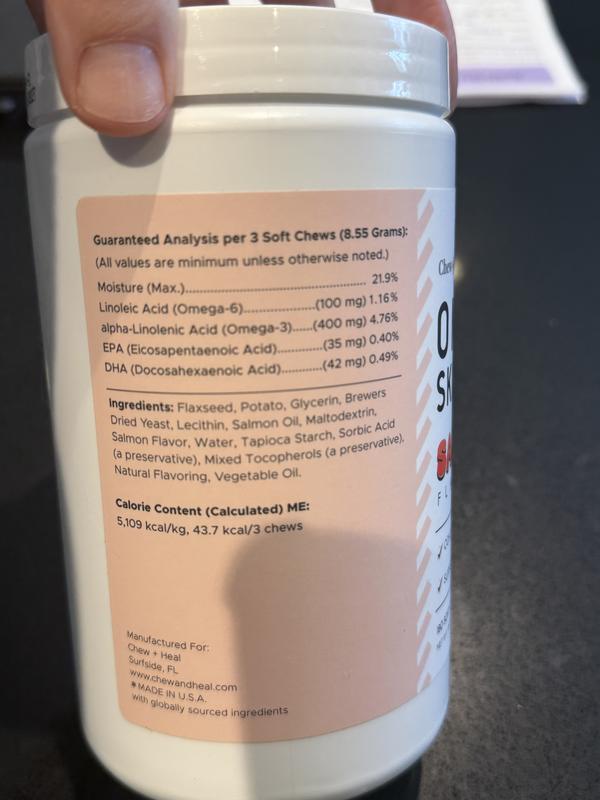 Guaranteed Analysis per 3 Soft Chews (8.55 Grams):
(All values are minimum unless otherwise noted.)
Moisture (Max.)........................................................ 21.9%
Linoleic Acid (Omega-6).......................(100 mg) 1.16%
alpha-Linolenic Acid (Omega-3)......(400 mg) 4.76%
EPA (Eicosapentaenoic Acid).............(35 mg) 0.40%
DHA (Docosahexaenoic Acid)............(42 mg) 0.49%
Ingredients: Flaxseed, Potato, Glycerin, Brewers
Dried Yeast, Lecithin, Salmon Oil, Maltodextrin,
Salmon Flavor, Water, Tapioca Starch, Sorbic Acid
(a preservative), Mixed Tocopherols (a preservative),
Natural Flavoring, Vegetable Oil.
Calorie Content (Calculated) ME:
5,109 kcal/kg, 43.7 kcal/3 chews
Manufactured For:
Chew + Heal
Surfside, FL
www.chewandheal.com
*MADE IN U.S.A.
with globally sourced ingredients
Chew
O
SK